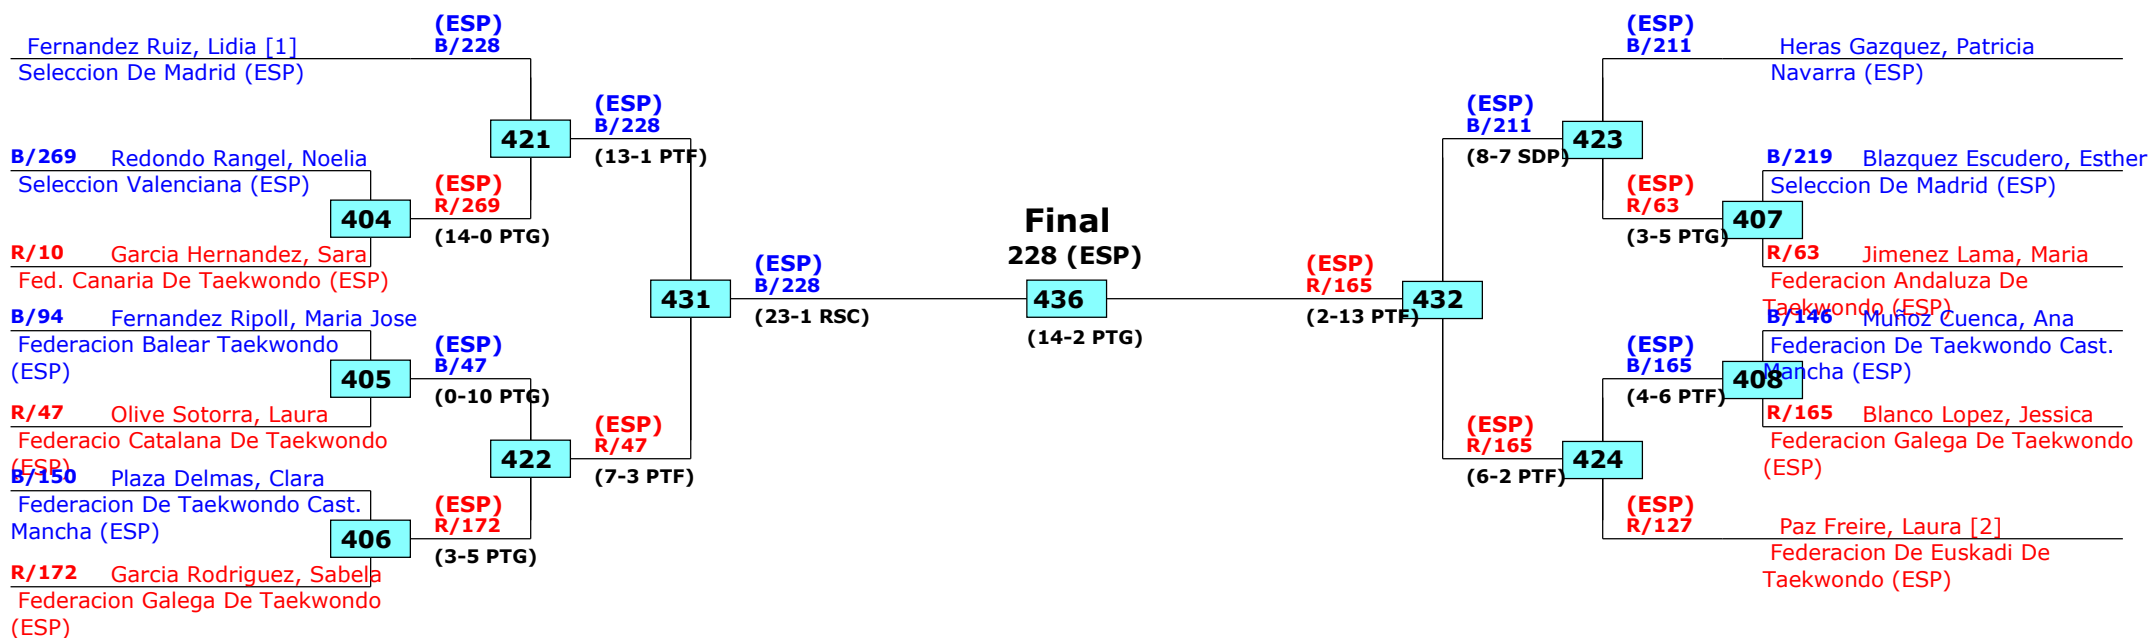 (ESP)
B/228
Fernandez Ruiz, Lidia [1]
Seleccion De Madrid (ESP)
421
(ESP)
B/228
(13-1 PTF)
B/269 Redondo Rangel, Noelia
Seleccion Valenciana (ESP)
404
(ESP)
R/269
(14-0 PTG)
R/10 Garcia Hernandez, Sara
Fed. Canaria De Taekwondo (ESP)
431
(ESP)
B/228
(23-1 RSC)
B/94 Fernandez Ripoll, Maria Jose
Federacion Balear Taekwondo
(ESP)
405
(ESP)
B/47
(0-10 PTG)
R/47 Olive Sotorra, Laura
Federacio Catalana De Taekwondo
(ESP)
422
(ESP)
R/47
(7-3 PTF)
B/150 Plaza Delmas, Clara
Federacion De Taekwondo Cast.
Mancha (ESP)
406
(ESP)
R/172
(3-5 PTG)
R/172 Garcia Rodriguez, Sabela
Federacion Galega De Taekwondo
(ESP)
Final
228 (ESP)
436
(14-2 PTG)
(ESP)
R/165
432
(2-13 PTF)
(ESP)
B/211
423
(8-7 SDP)
(ESP)
B/211
Heras Gazquez, Patricia
Navarra (ESP)
B/219 Blazquez Escudero, Esther
Seleccion De Madrid (ESP)
(ESP)
R/63
407
(3-5 PTG)
R/63 Jimenez Lama, Maria
Federacion Andaluza De
Taekwondo (ESP)
B/146 Muñoz Cuenca, Ana
Federacion De Taekwondo Cast.
Mancha (ESP)
(ESP)
B/165
408
(4-6 PTF)
R/165 Blanco Lopez, Jessica
Federacion Galega De Taekwondo
(ESP)
(ESP)
R/165
424
(6-2 PTF)
(ESP)
R/127
Paz Freire, Laura [2]
Federacion De Euskadi De
Taekwondo (ESP)